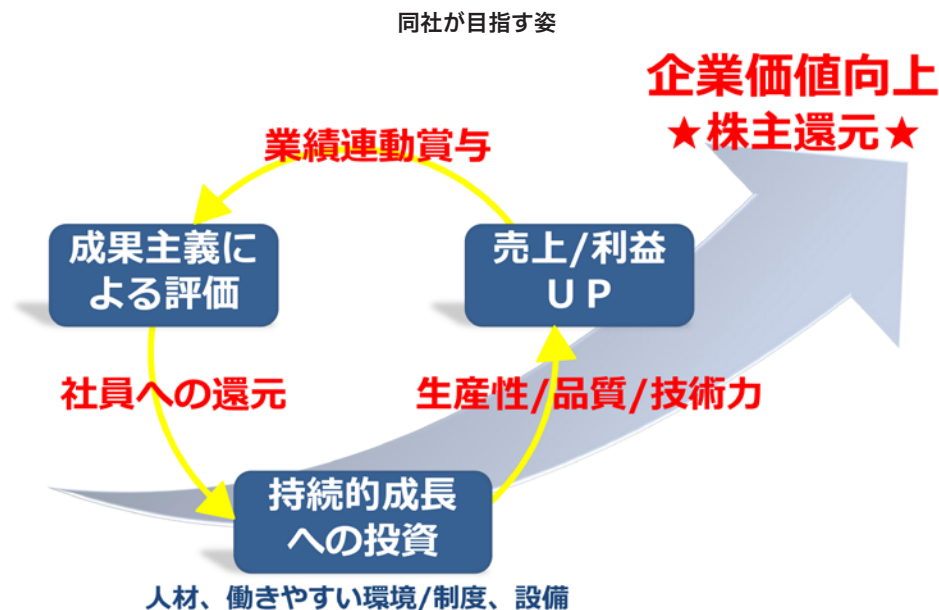 同社が目指す姿
企業価値向上
★株主還元★
業績連動賞与
成果主義に
よる評価
売上/利益
ＵＰ
社員への還元
生産性/品質/技術力
持続的成長
への投資
人材、働きやすい環境/制度、設備